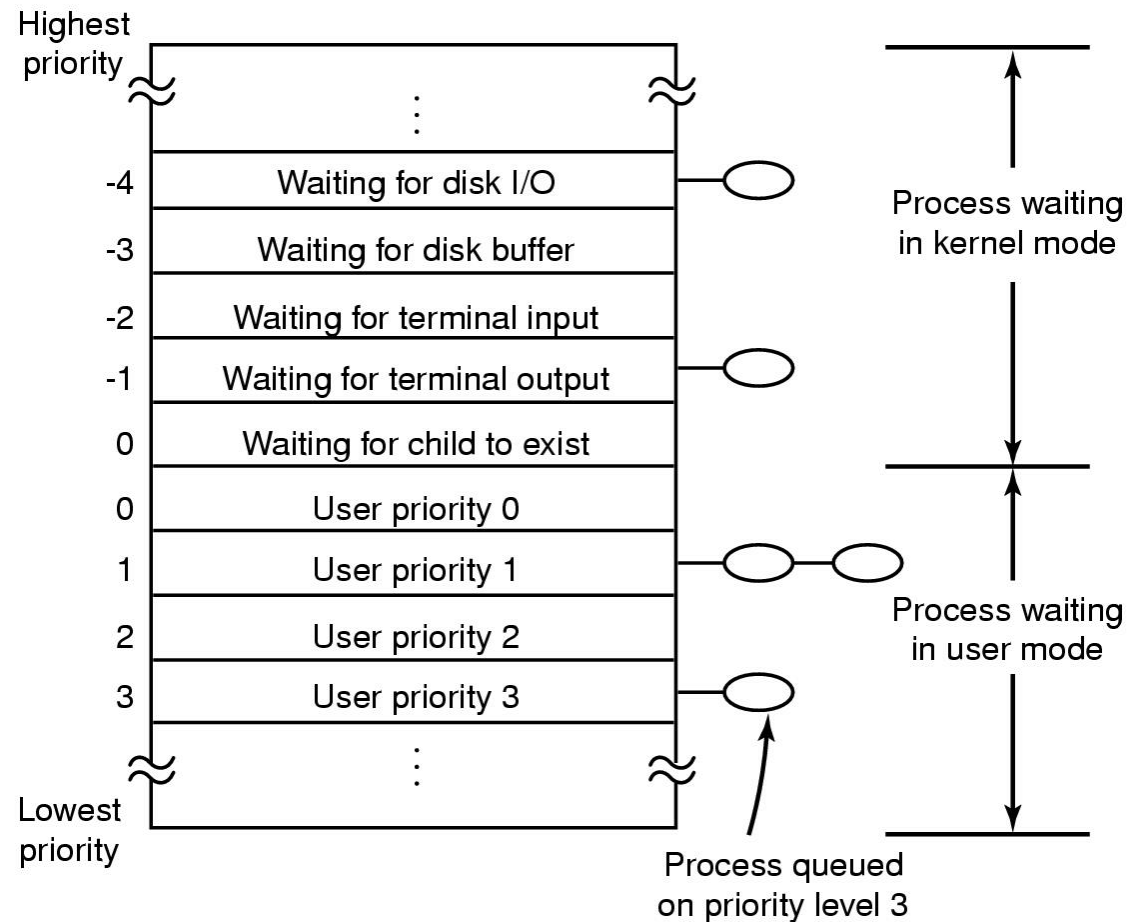 Highest
priority
⋮
-4 Waiting for disk I/O
-3 Waiting for disk buffer
-2 Waiting for terminal input
-1 Waiting for terminal output
0 Waiting for child to exist
0 User priority 0
1 User priority 1
2 User priority 2
3 User priority 3
⋮
Lowest
priority
Process waiting
in kernel mode
Process waiting
in user mode
Process queued
on priority level 3